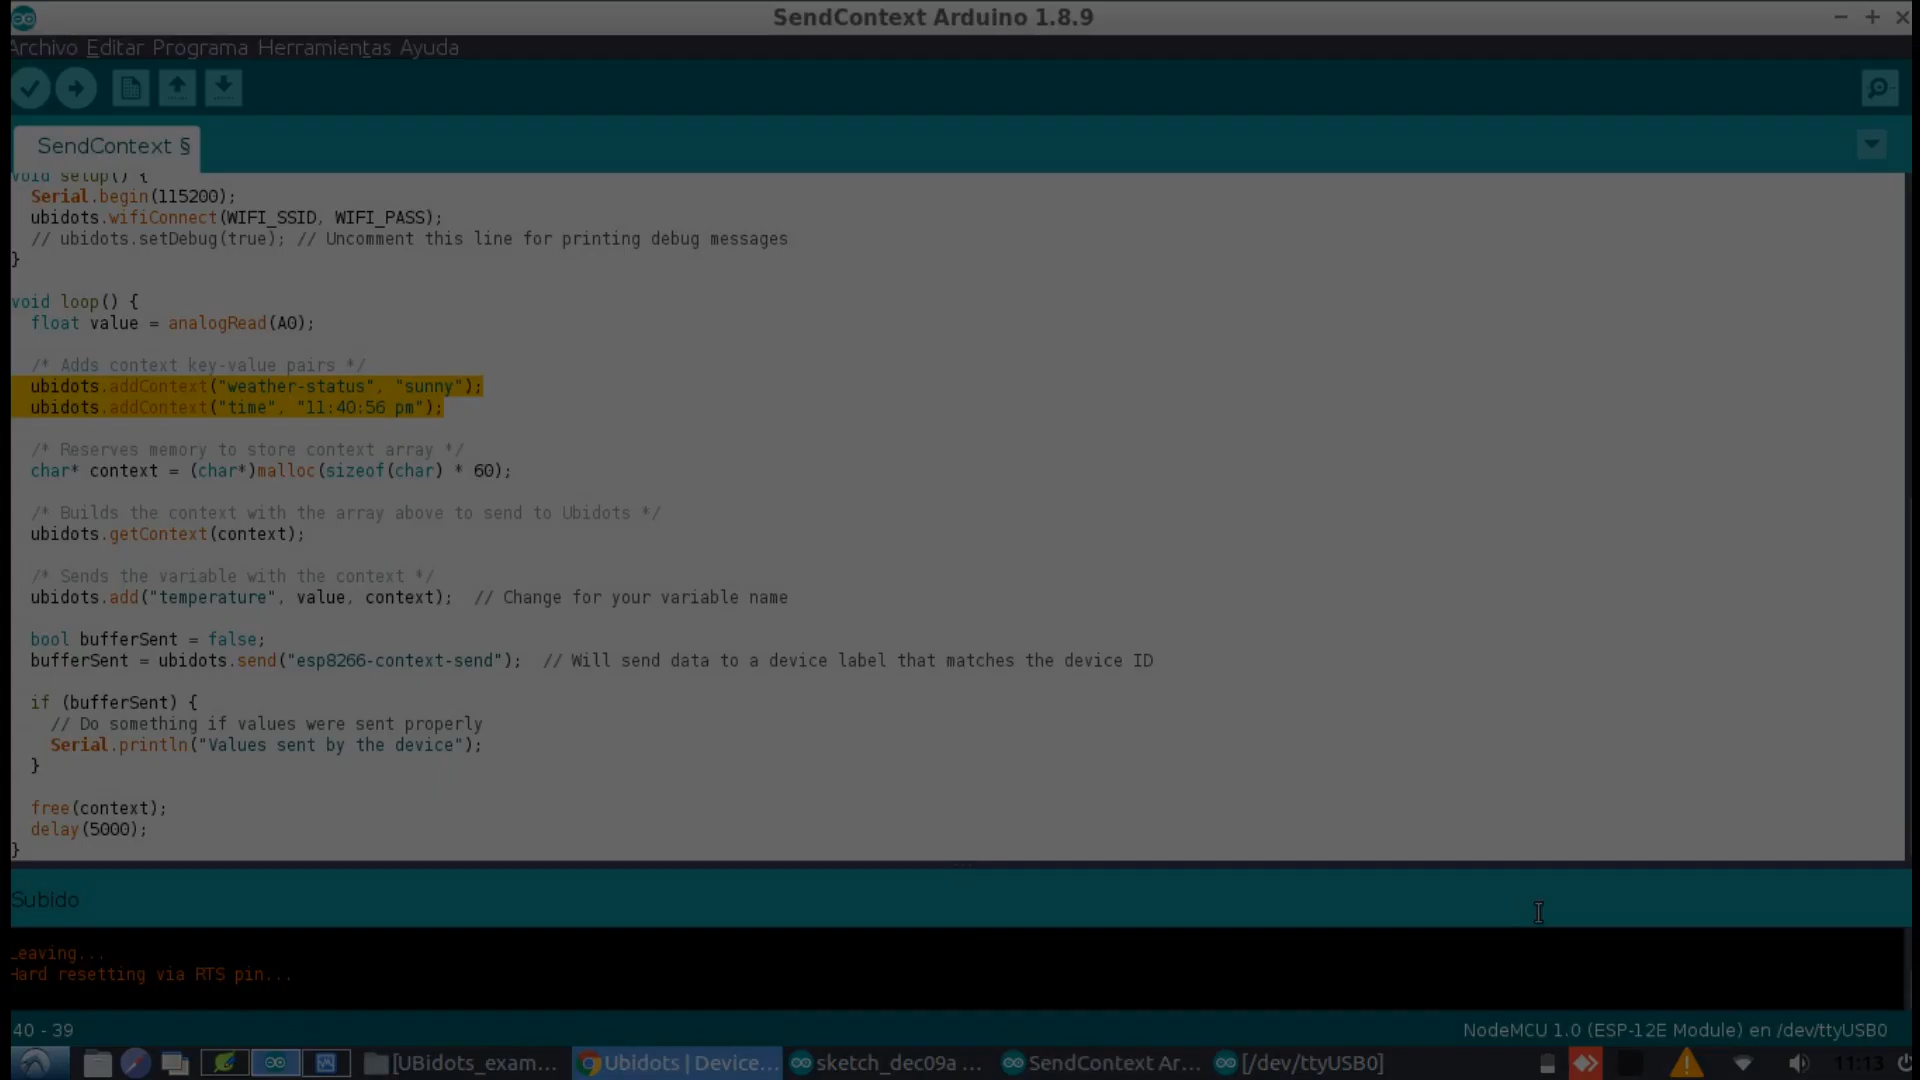 SendContext Arduino 1.8.9
Archivo Editar Programa Herramientas Ayuda
SendContext §
void setup() {
Serial.begin(115200);
ubidots.wifiConnect(WIFI_SSID, WIFI_PASS);
// ubidots.setDebug(true); // Uncomment this line for printing debug messages
}
void loop() {
float value = analogRead(A0);
/* Adds context key-value pairs */
ubidots.addContext("weather-status", "sunny");
ubidots.addContext("time", "11:40:56 pm");
/* Reserves memory to store context array */
char* context = (char*)malloc(sizeof(char) * 60);
/* Builds the context with the array above to send to Ubidots */
ubidots.getContext(context);
/* Sends the variable with the context */
ubidots.add("temperature", value, context);  // Change for your variable name
bool bufferSent = false;
bufferSent = ubidots.send("esp8266-context-send");  // Will send data to a device label that matches the device ID
if (bufferSent) {
// Do something if values were sent properly
Serial.println("Values sent by the device");
}
free(context);
delay(5000);
}
Subido
Leaving...
Hard resetting via RTS pin...
40 - 39
NodeMCU 1.0 (ESP-12E Module) en /dev/ttyUSB0
[UBidots_exam...
Ubidots | Device...
sketch_dec09a ...
SendContext Ar...
[/dev/ttyUSB0]
11:13